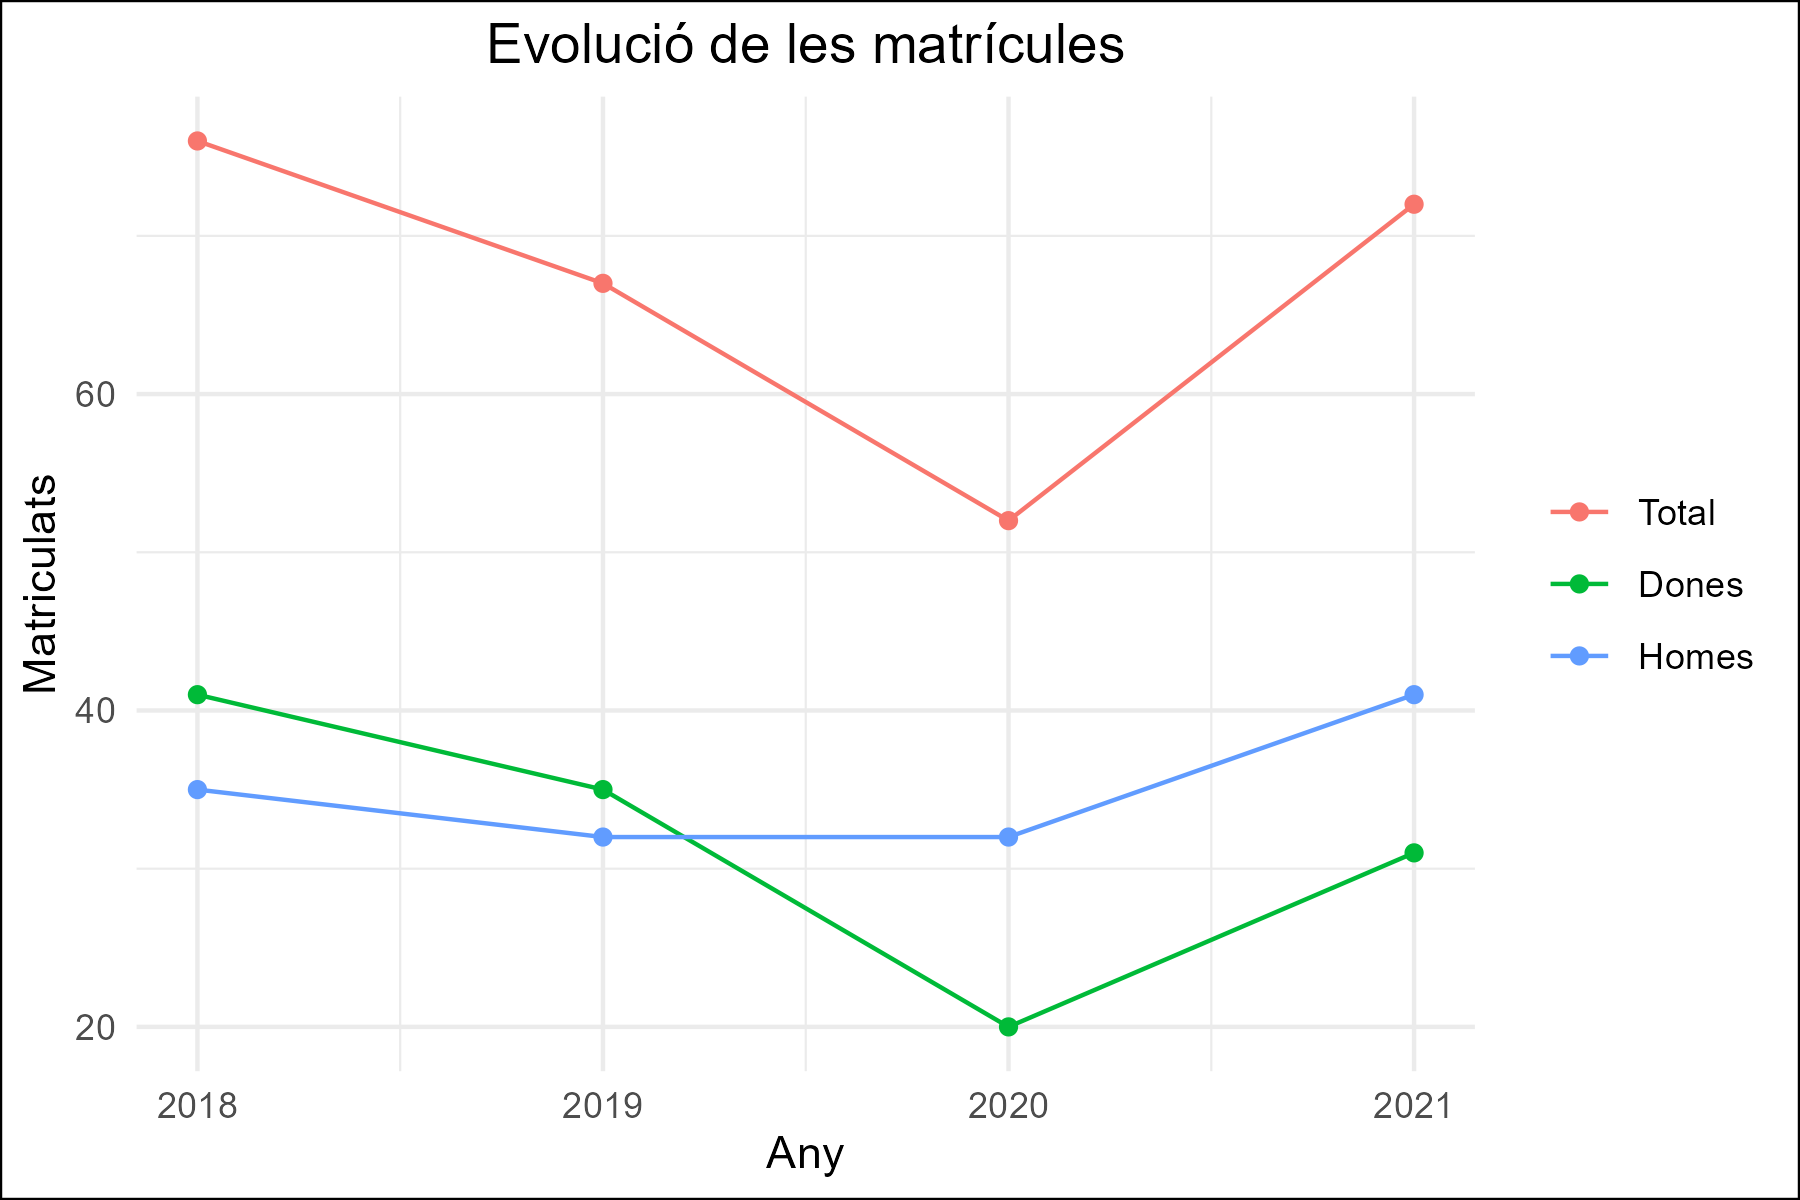 Evolució de les matrícules
Matriculats
60
40
20
2018
2019
2020
2021
Any
Total
Dones
Homes